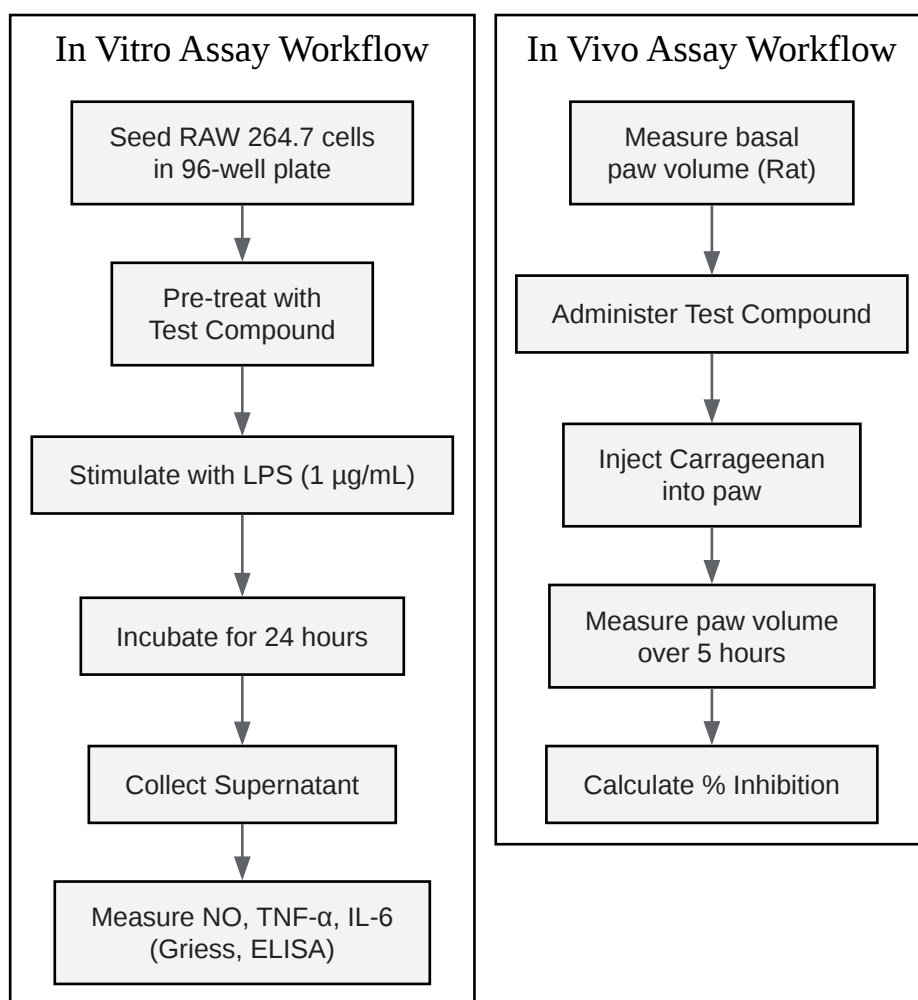 In Vitro Assay Workflow
Seed RAW 264.7 cells
in 96-well plate
Pre-treat with
Test Compound
Stimulate with LPS (1 µg/mL)
Incubate for 24 hours
Collect Supernatant
Measure NO, TNF-α, IL-6
(Griess, ELISA)
In Vivo Assay Workflow
Measure basal
paw volume (Rat)
Administer Test Compound
Inject Carrageenan
into paw
Measure paw volume
over 5 hours
Calculate % Inhibition